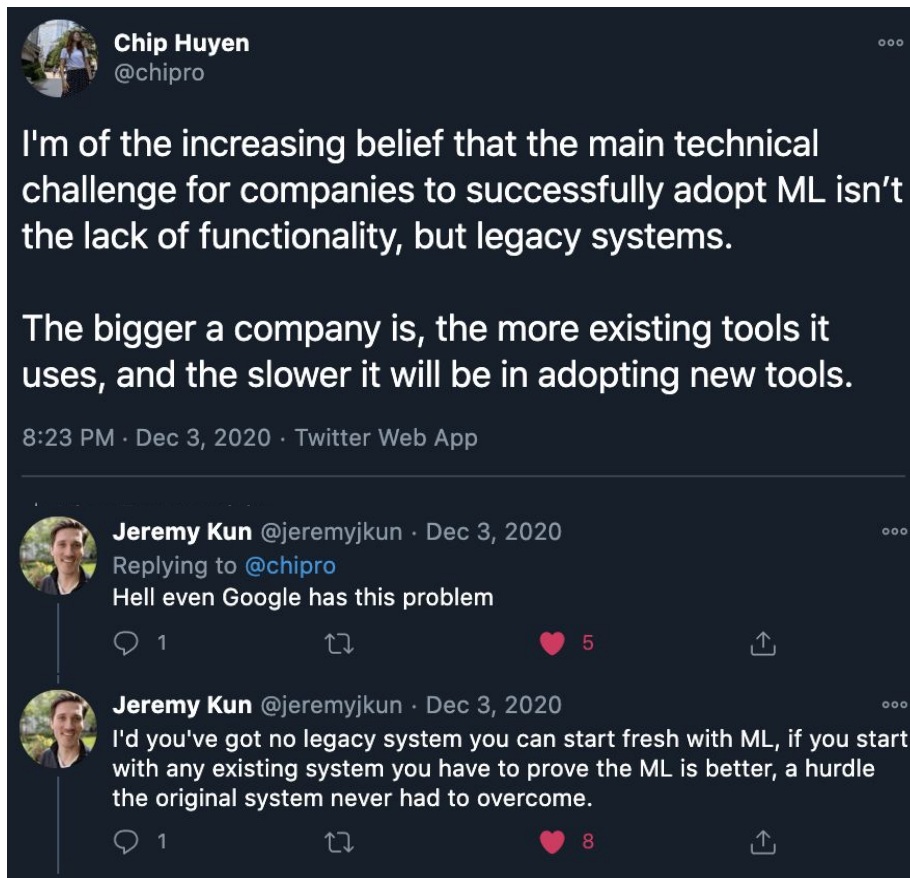 Chip Huyen
@chipro
I'm of the increasing belief that the main technical
challenge for companies to successfully adopt ML isn’t
the lack of functionality, but legacy systems.
The bigger a company is, the more existing tools it
uses, and the slower it will be in adopting new tools.
8:23 PM · Dec 3, 2020 · Twitter Web App
Jeremy Kun @jeremyjkun · Dec 3, 2020
Replying to @chipro
Hell even Google has this problem
1 5
Jeremy Kun @jeremyjkun · Dec 3, 2020
I'd you've got no legacy system you can start fresh with ML, if you start
with any existing system you have to prove the ML is better, a hurdle
the original system never had to overcome.
1 8